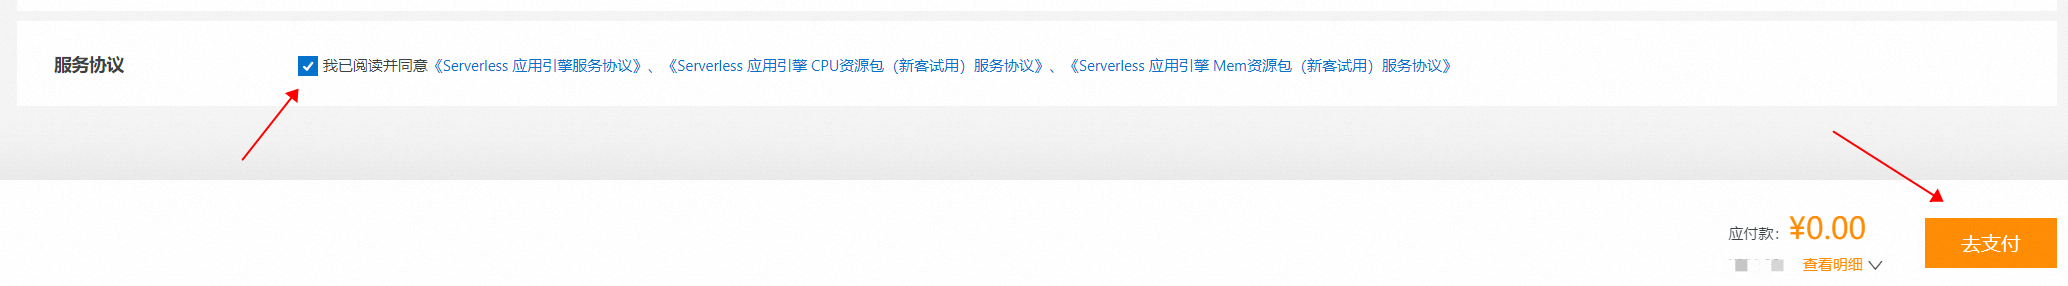 服务协议
我已阅读并同意《Serverless 应用引擎服务协议》、《Serverless 应用引擎 CPU资源包（新客试用）服务协议》、《Serverless 应用引擎 Mem资源包（新客试用）服务协议》
应付款：¥0.00
查看明细
去支付